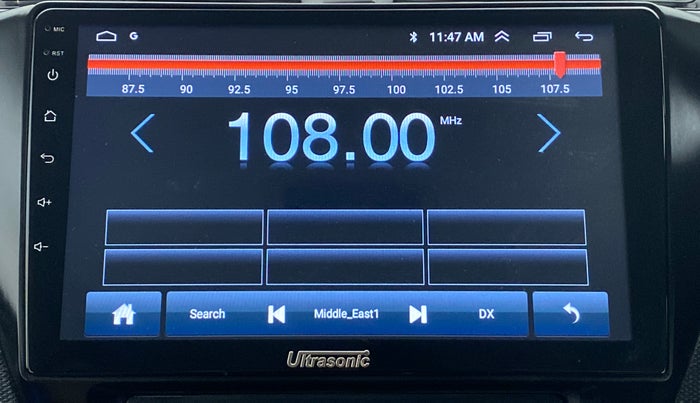 MIC
G 11:47 AM
RST
87.5 90 92.5 95 97.5 100 102.5 105 107.5
108.00 MHz
Search Middle_East1 DX
Ultrasonic